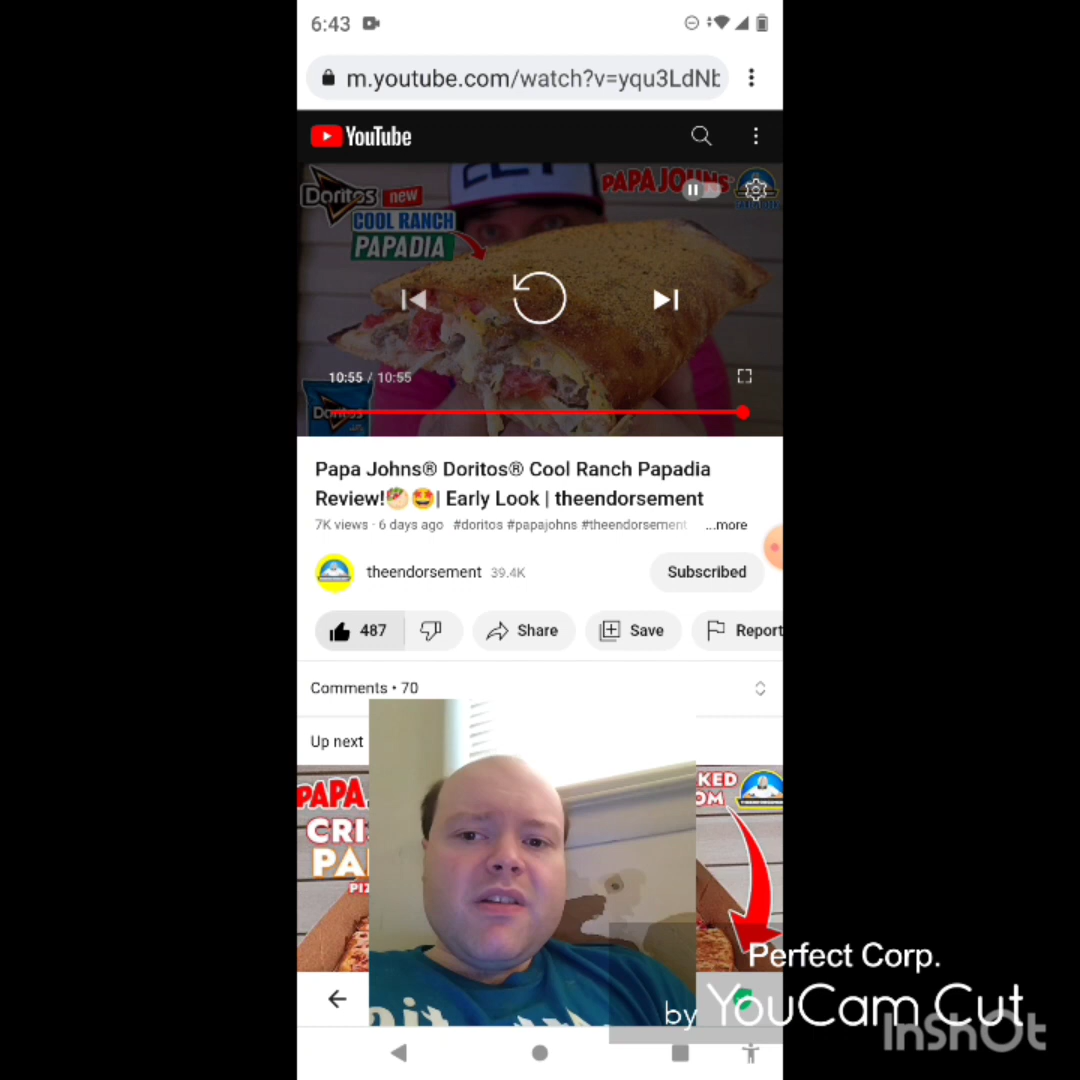 6:43
m.youtube.com/watch?v=yqu3LdNb
YouTube
Doritos new
COOL RANCH
PAPADIA
PAPA JOHNS
10:55 / 10:55
Doritos
Papa Johns® Doritos® Cool Ranch Papadia
Review!🥙🤩| Early Look | theendorsement
7K views · 6 days ago #doritos #papajohns #theendorsement ...more
theendorsement 39.4K
Subscribed
487
Share
Save
Report
Comments • 70
Up next
PAPA
CRI
PA
PIZ
KED
OM
Perfect Corp.
by YouCam Cut
InShOt